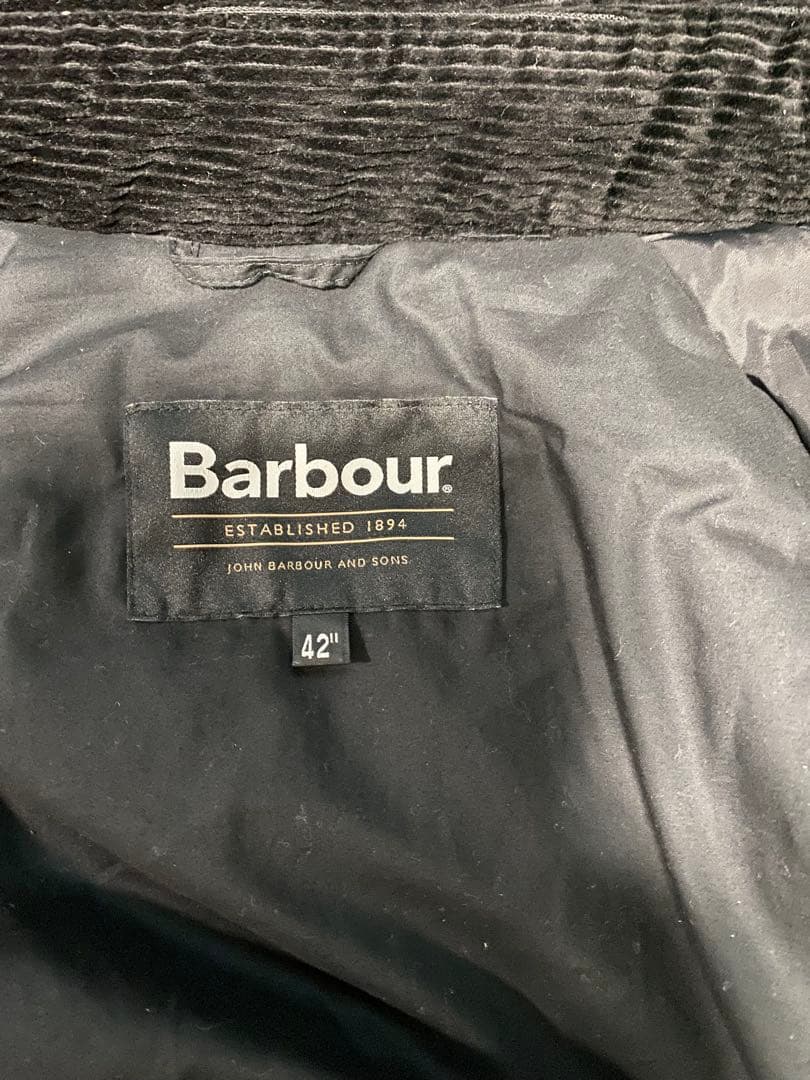 Barbour®
ESTABLISHED 1894
JOHN BARBOUR AND SONS
42"